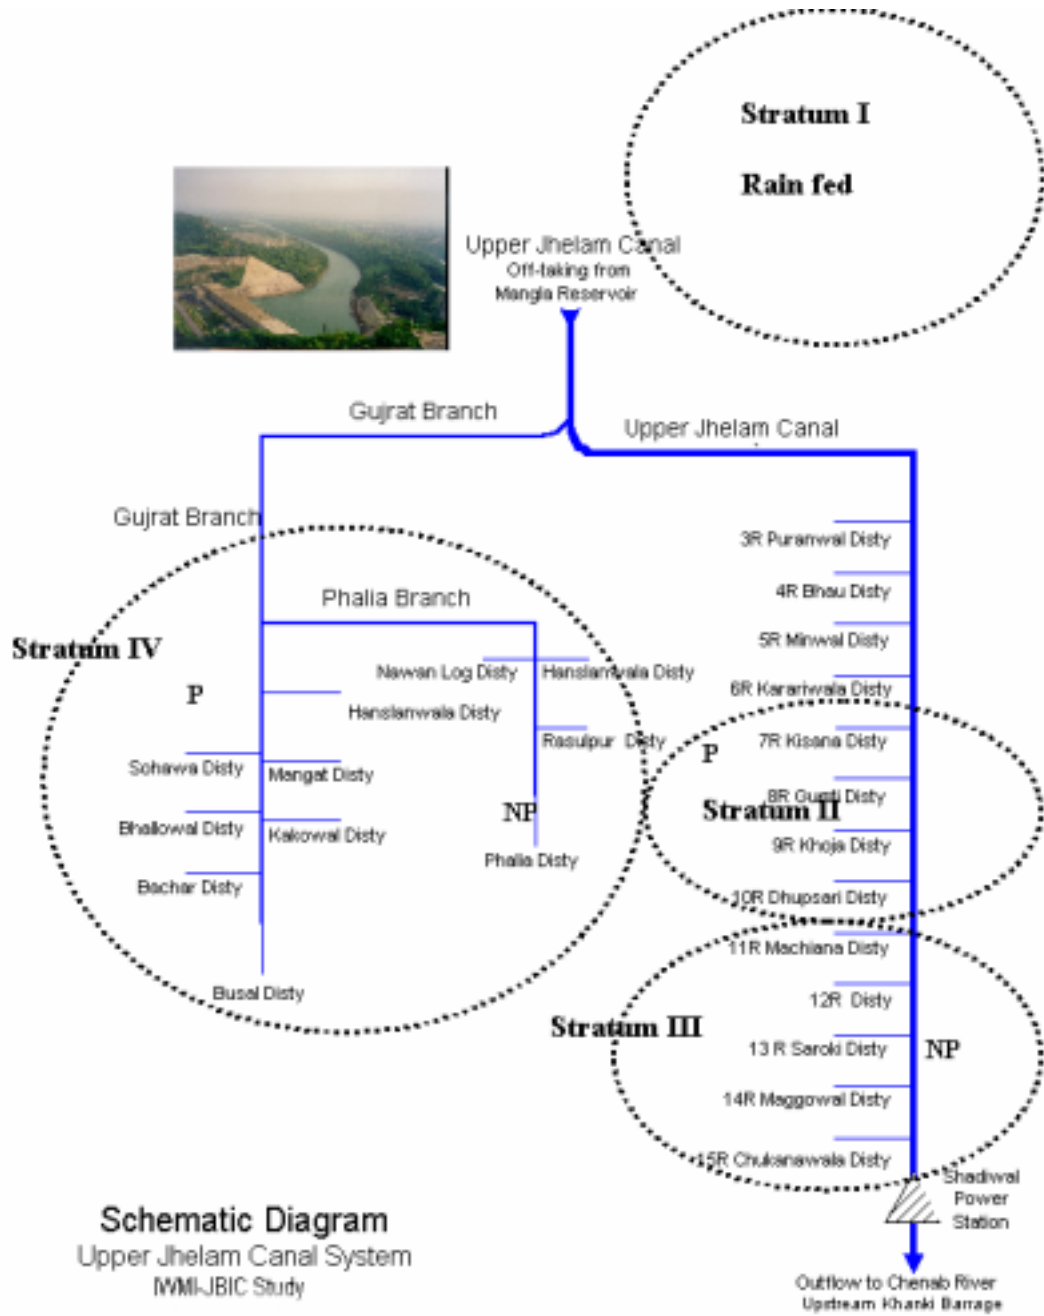 Stratum I
Rain fed
Upper Jhelam Canal
Off-taking from
Mangla Reservoir
Gujrat Branch
Upper Jhelam Canal
Gujrat Branch
Phalia Branch
Stratum IV
P
Nawan Log Disty
Hanslanwala Disty
Hanslanwala Disty
Rasulpur Disty
Sohawa Disty
Mangat Disty
Bhallowal Disty
Kakowal Disty
NP
Phalia Disty
Bachar Disty
Busal Disty
3R Puranwal Disty
4R Bhau Disty
5R Minwal Disty
6R Karariwala Disty
7R Kisana Disty
P
8R Gumti Disty
Stratum II
9R Khoja Disty
10R Dhupsari Disty
11R Machiana Disty
12R Disty
Stratum III
13 R Saroki Disty
NP
14R Maggowal Disty
15R Chukanawala Disty
Shadiwal
Power
Station
Outflow to Chenab River
Upstream Khanki Barrage
Schematic Diagram
Upper Jhelam Canal System
IWMI-JBIC Study